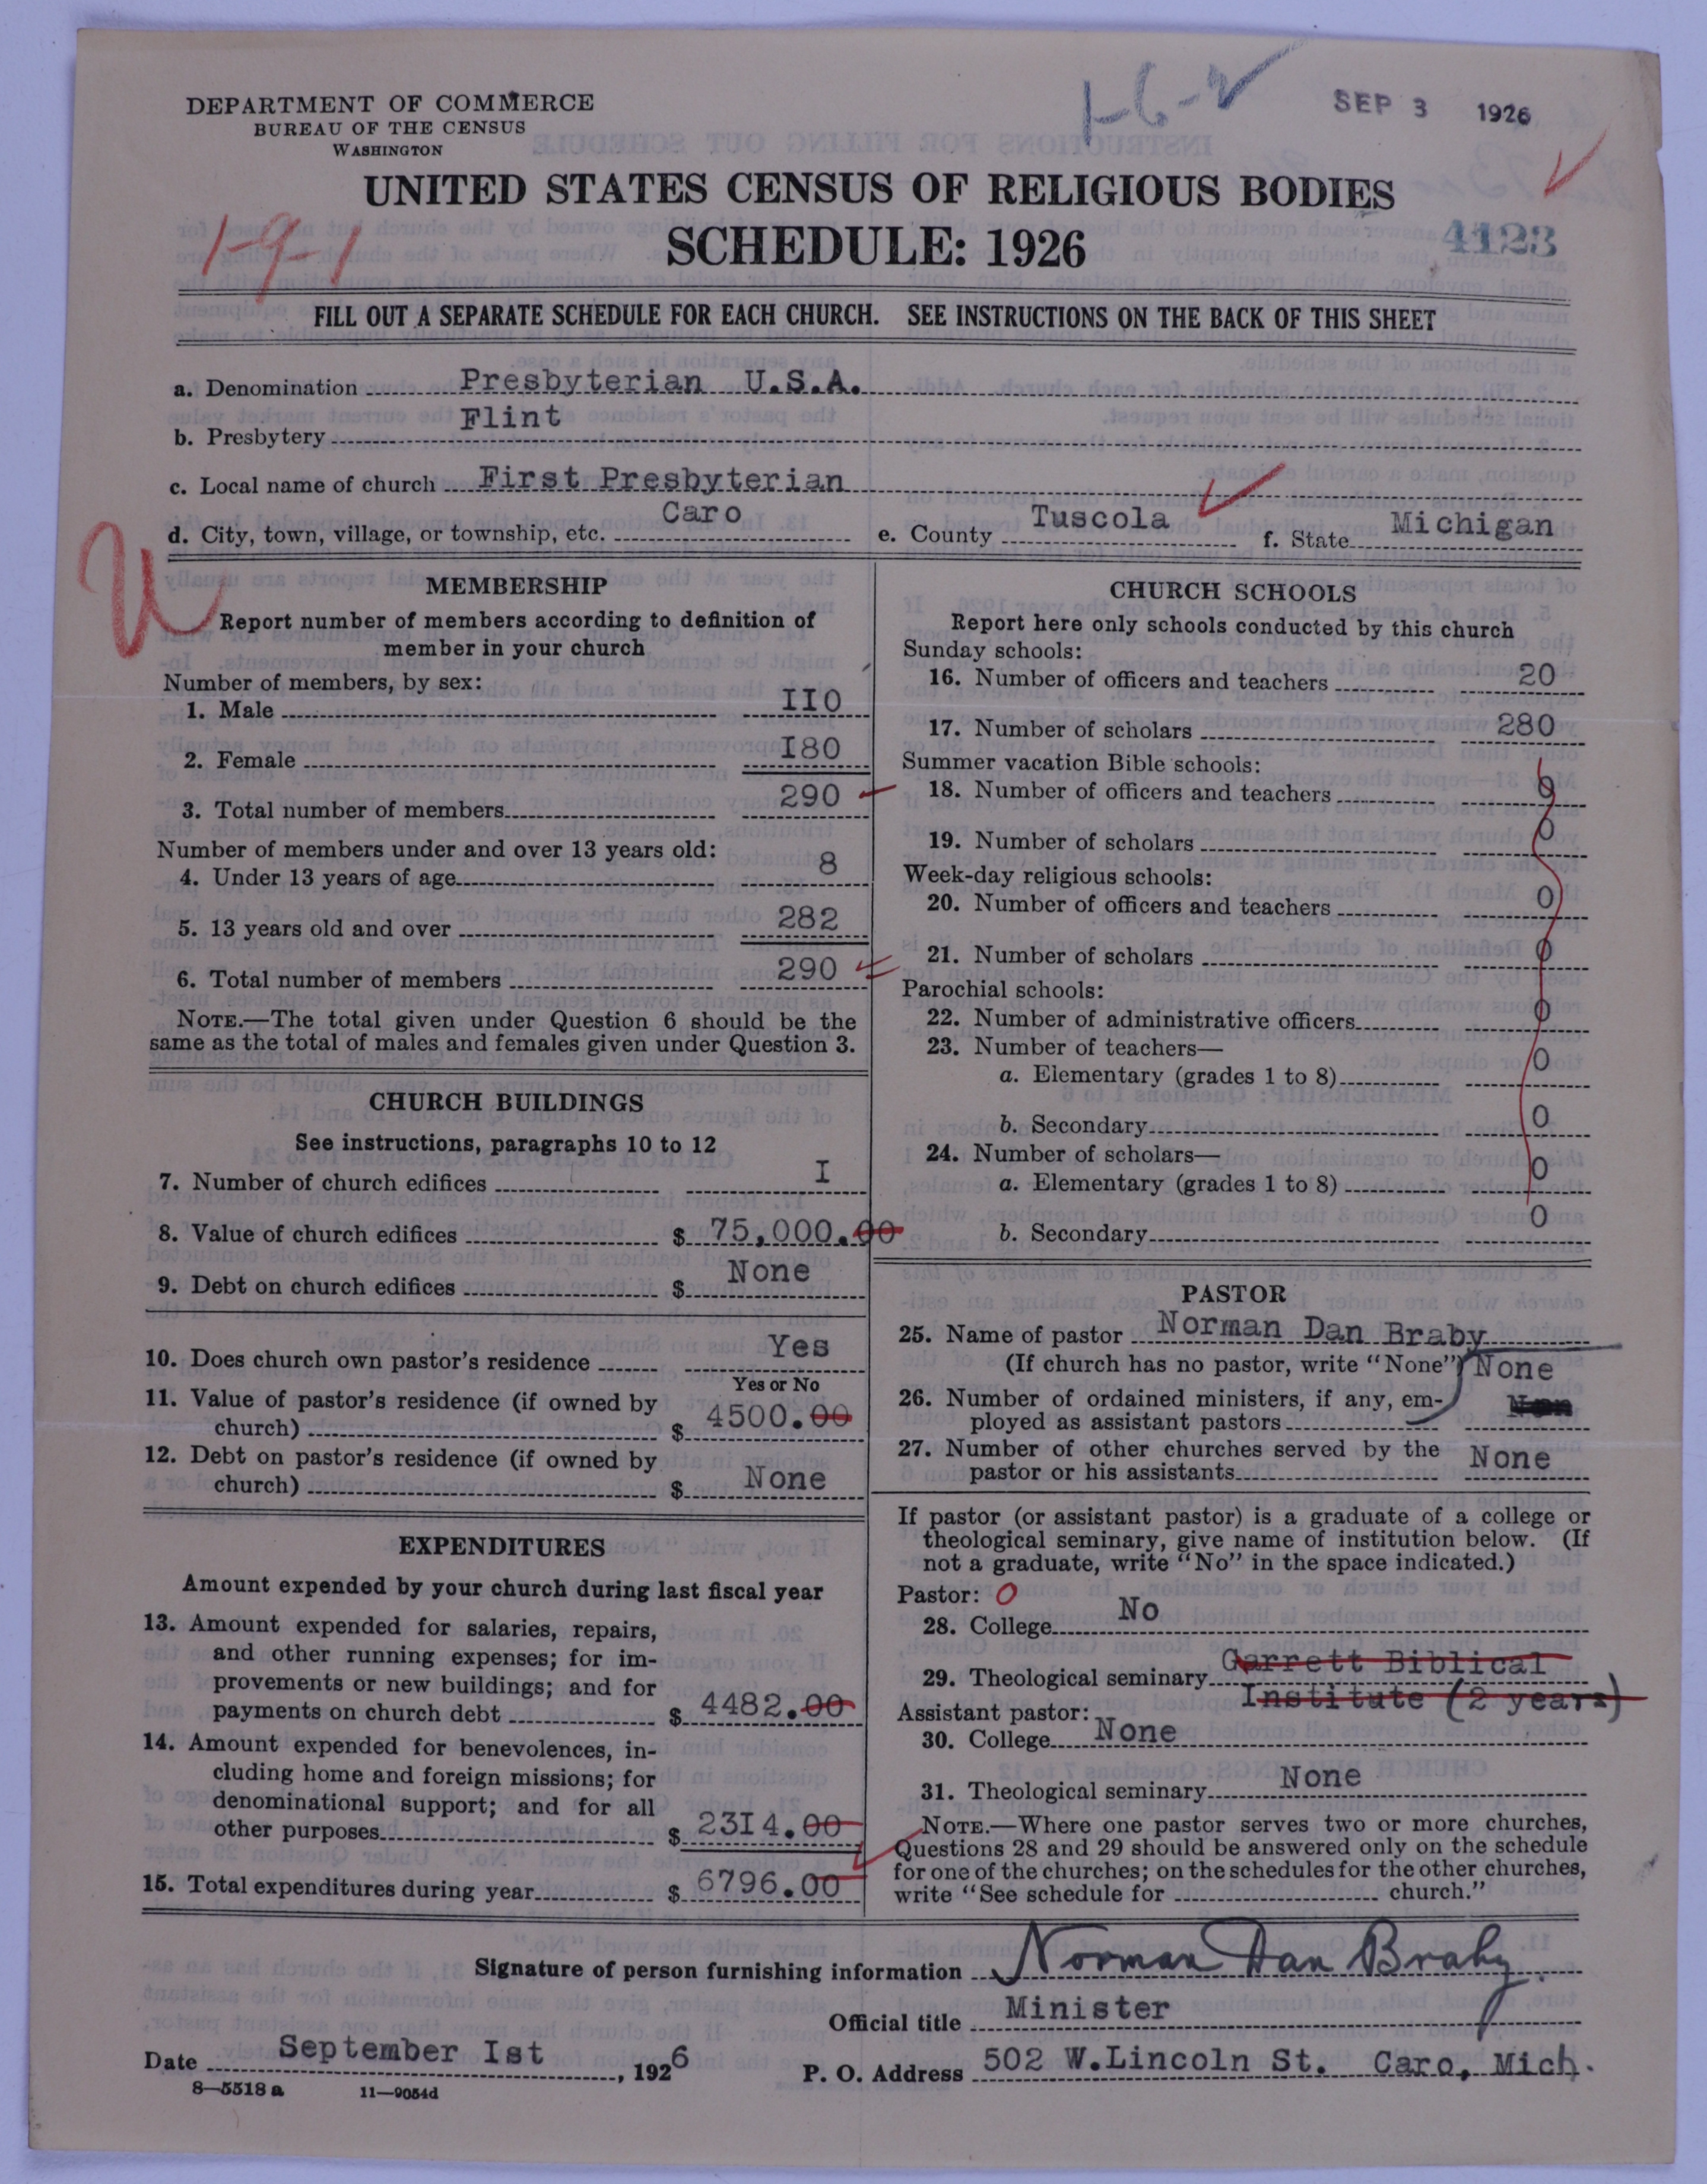 DEPARTMENT OF COMMERCE
BUREAU OF THE CENSUS
WASHINGTON
1-6-2
SEP 3 1926
UNITED STATES CENSUS OF RELIGIOUS BODIES
SCHEDULE: 1926
1-9-1
4123
FILL OUT A SEPARATE SCHEDULE FOR EACH CHURCH. SEE INSTRUCTIONS ON THE BACK OF THIS SHEET
a. Denomination Presbyterian U.S.A.
b. Presbytery Flint
c. Local name of church First Presbyterian
d. City, town, village, or township, etc. Caro e. County Tuscola f. State Michigan
U
MEMBERSHIP
Report number of members according to definition of
member in your church
Number of members, by sex:
1. Male II0
2. Female I80
3. Total number of members 290
Number of members under and over 13 years old:
4. Under 13 years of age 8
5. 13 years old and over 282
6. Total number of members 290
NOTE.—The total given under Question 6 should be the
same as the total of males and females given under Question 3.
CHURCH BUILDINGS
See instructions, paragraphs 10 to 12
7. Number of church edifices I
8. Value of church edifices $ 75,000.00
9. Debt on church edifices $ None
10. Does church own pastor's residence Yes
Yes or No
11. Value of pastor's residence (if owned by
church) $ 4500.00
12. Debt on pastor's residence (if owned by
church) $ None
EXPENDITURES
Amount expended by your church during last fiscal year
13. Amount expended for salaries, repairs,
and other running expenses; for im-
provements or new buildings; and for
payments on church debt $ 4482.00
14. Amount expended for benevolences, in-
cluding home and foreign missions; for
denominational support; and for all
other purposes $ 23I4.00
15. Total expenditures during year $ 6796.00
CHURCH SCHOOLS
Report here only schools conducted by this church
Sunday schools:
16. Number of officers and teachers 20
17. Number of scholars 280
Summer vacation Bible schools:
18. Number of officers and teachers 0
19. Number of scholars 0
Week-day religious schools:
20. Number of officers and teachers 0
21. Number of scholars 0
Parochial schools:
22. Number of administrative officers 0
23. Number of teachers—
a. Elementary (grades 1 to 8) 0
b. Secondary 0
24. Number of scholars—
a. Elementary (grades 1 to 8) 0
b. Secondary 0
PASTOR
25. Name of pastor Norman Dan Braby
(If church has no pastor, write "None") None
26. Number of ordained ministers, if any, em-
ployed as assistant pastors
27. Number of other churches served by the
pastor or his assistants None
If pastor (or assistant pastor) is a graduate of a college or
theological seminary, give name of institution below. (If
not a graduate, write "No" in the space indicated.)
Pastor: O
28. College No
29. Theological seminary Garrett Biblical
Institute (2 years)
Assistant pastor:
30. College None
31. Theological seminary None
NOTE.—Where one pastor serves two or more churches,
Questions 28 and 29 should be answered only on the schedule
for one of the churches; on the schedules for the other churches,
write "See schedule for church."
Signature of person furnishing information Norman Dan Braby
Official title Minister
Date September Ist, 1926 P. O. Address 502 W.Lincoln St. Caro, Mich.
8—5518 a 11—9054d